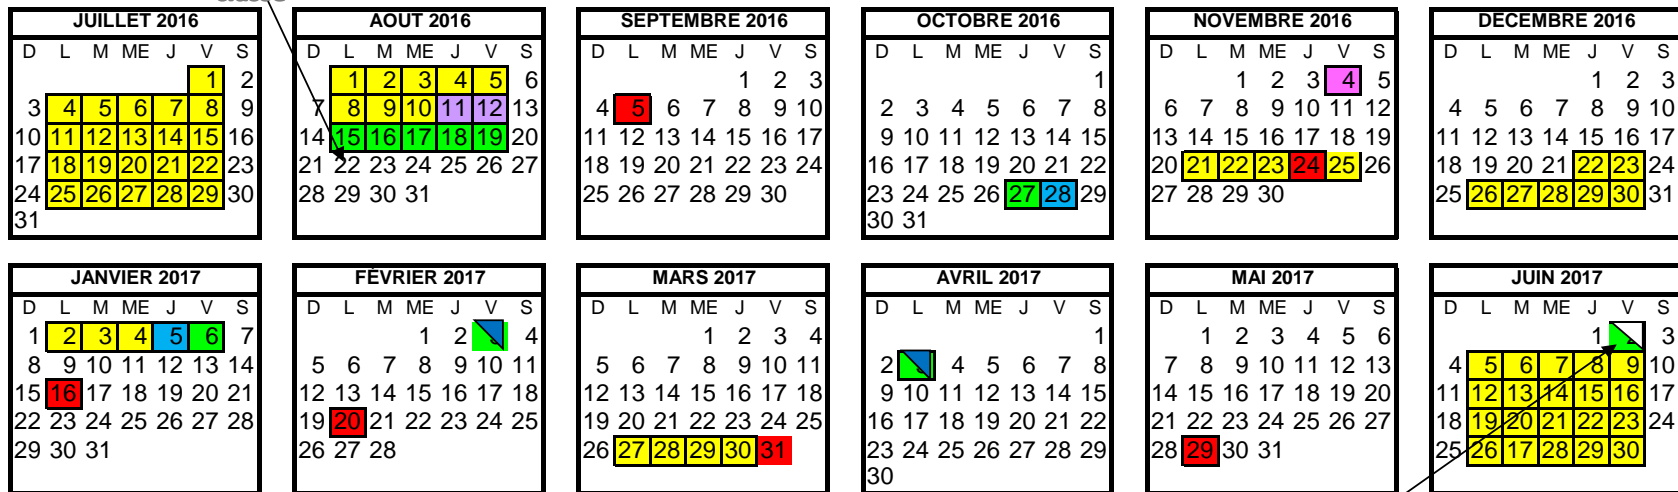 JUILLET 2016
D L M ME J V S
1 2
3 4 5 6 7 8 9
10 11 12 13 14 15 16
17 18 19 20 21 22 23
24 25 26 27 28 29 30
31
AOUT 2016
D L M ME J V S
1 2 3 4 5 6
7 8 9 10 11 12 13
14 15 16 17 18 19 20
21 22 23 24 25 26 27
28 29 30 31
SEPTEMBRE 2016
D L M ME J V S
1 2 3
4 5 6 7 8 9 10
11 12 13 14 15 16 17
18 19 20 21 22 23 24
25 26 27 28 29 30
OCTOBRE 2016
D L M ME J V S
1
2 3 4 5 6 7 8
9 10 11 12 13 14 15
16 17 18 19 20 21 22
23 24 25 26 27 28 29
30 31
NOVEMBRE 2016
D L M ME J V S
1 2 3 4 5
6 7 8 9 10 11 12
13 14 15 16 17 18 19
20 21 22 23 24 25 26
27 28 29 30
DECEMBRE 2016
D L M ME J V S
1 2 3
4 5 6 7 8 9 10
11 12 13 14 15 16 17
18 19 20 21 22 23 24
25 26 27 28 29 30 31
JANVIER 2017
D L M ME J V S
1 2 3 4 5 6 7
8 9 10 11 12 13 14
15 16 17 18 19 20 21
22 23 24 25 26 27 28
29 30 31
FÉVRIER 2017
D L M ME J V S
1 2 4
5 6 7 8 9 10 11
12 13 14 15 16 17 18
19 20 21 22 23 24 25
26 27 28
MARS 2017
D L M ME J V S
1 2 3 4
5 6 7 8 9 10 11
12 13 14 15 16 17 18
19 20 21 22 23 24 25
26 27 28 29 30 31
AVRIL 2017
D L M ME J V S
1
2 4 5 6 7 8
9 10 11 12 13 14 15
16 17 18 19 20 21 22
23 24 25 26 27 28 29
30
MAI 2017
D L M ME J V S
1 2 3 4 5 6
7 8 9 10 11 12 13
14 15 16 17 18 19 20
21 22 23 24 25 26 27
28 29 30 31
JUIN 2017
D L M ME J V S
1 3
4 5 6 7 8 9 10
11 12 13 14 15 16 17
18 19 20 21 22 23 24
25 26 17 28 29 30